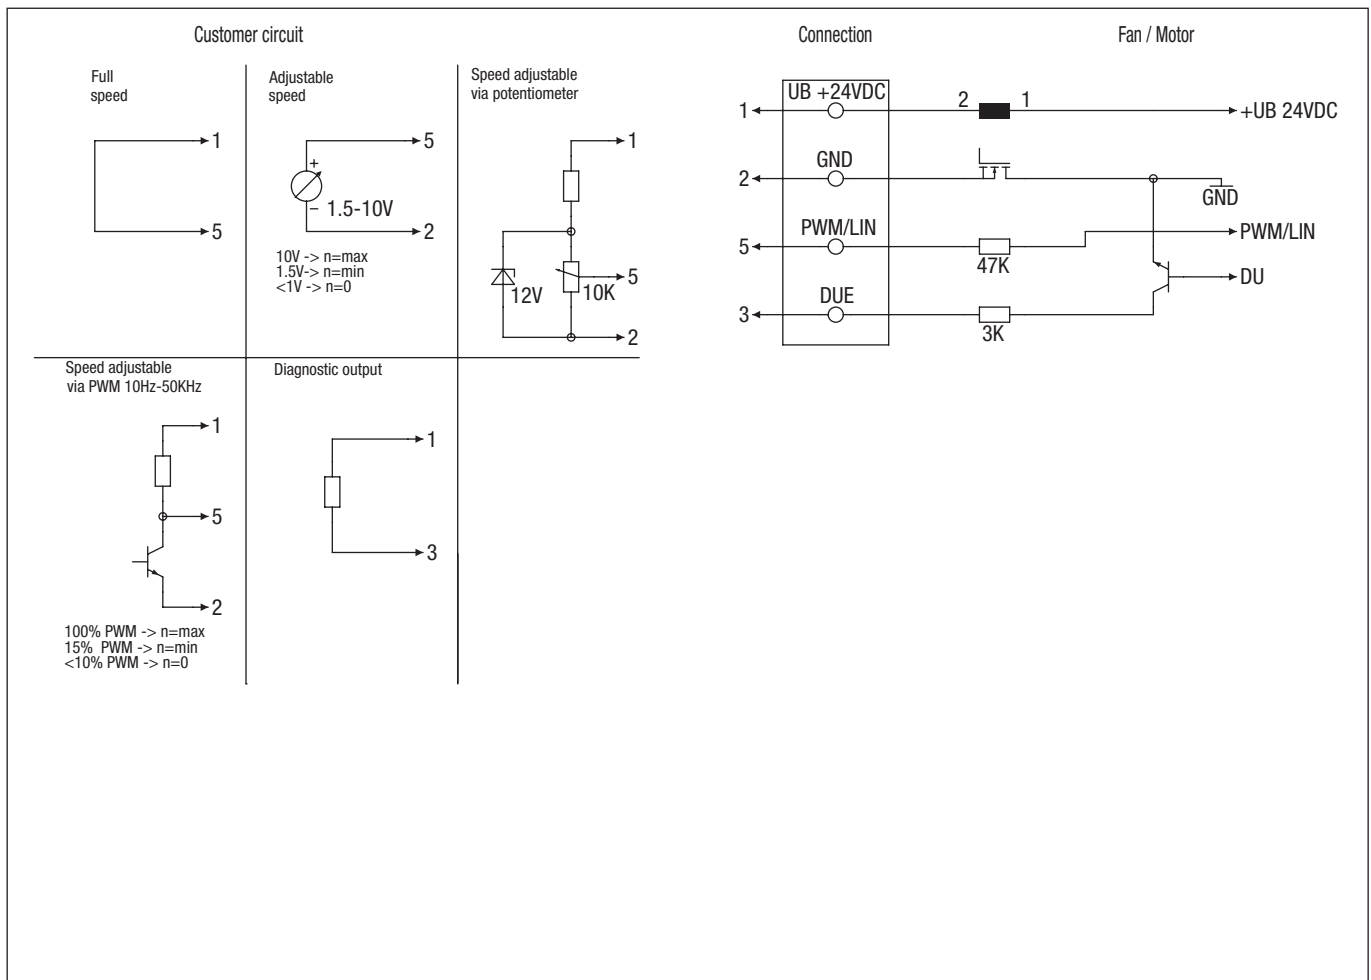 Customer circuit
Connection
Fan / Motor
Full
speed
1
5
Adjustable
speed
5
+
– 1.5-10V
2
10V -> n=max
1.5V-> n=min
<1V -> n=0
Speed adjustable
via potentiometer
1
5
12V
10K
2
Speed adjustable
via PWM 10Hz-50KHz
1
5
2
100% PWM -> n=max
15%  PWM -> n=min
<10% PWM -> n=0
Diagnostic output
1
3
UB +24VDC
1
2
1
+UB 24VDC
GND
2
GND
PWM/LIN
5
47K
PWM/LIN
DU
DUE
3
3K